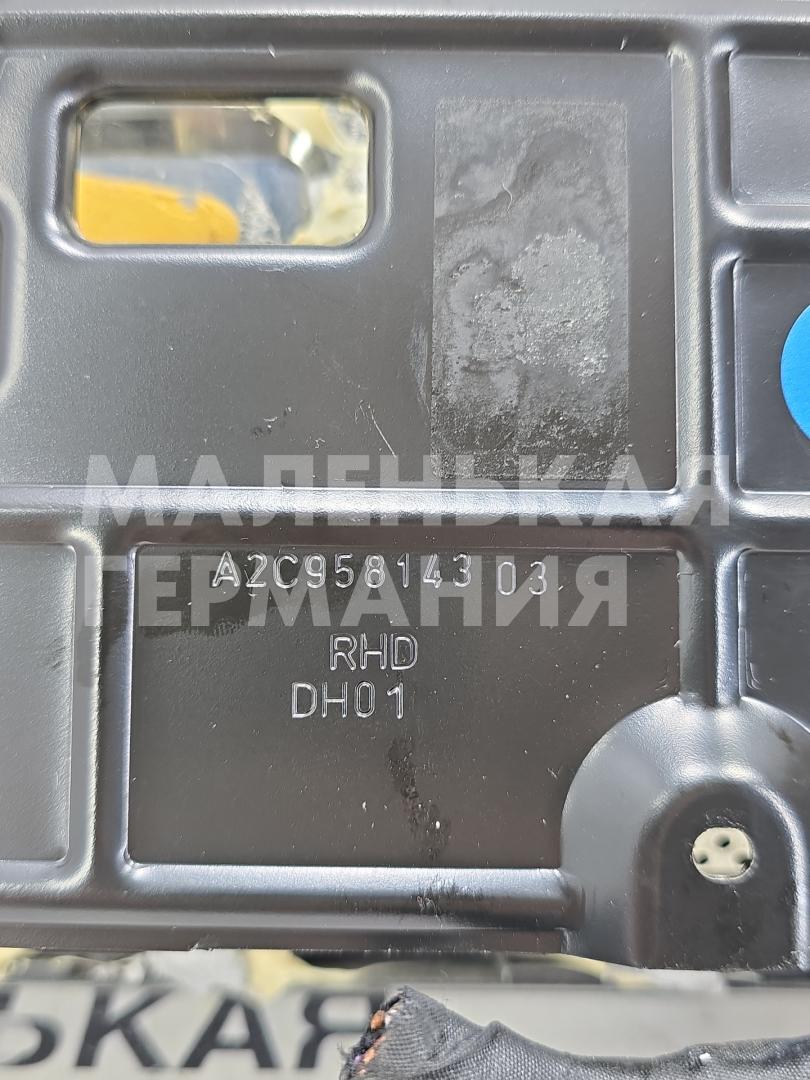 МАЛЕНЬКАЯ
ГЕРМАНИЯ
A2C958143 03
RHD
DH01
ЬКАЯ